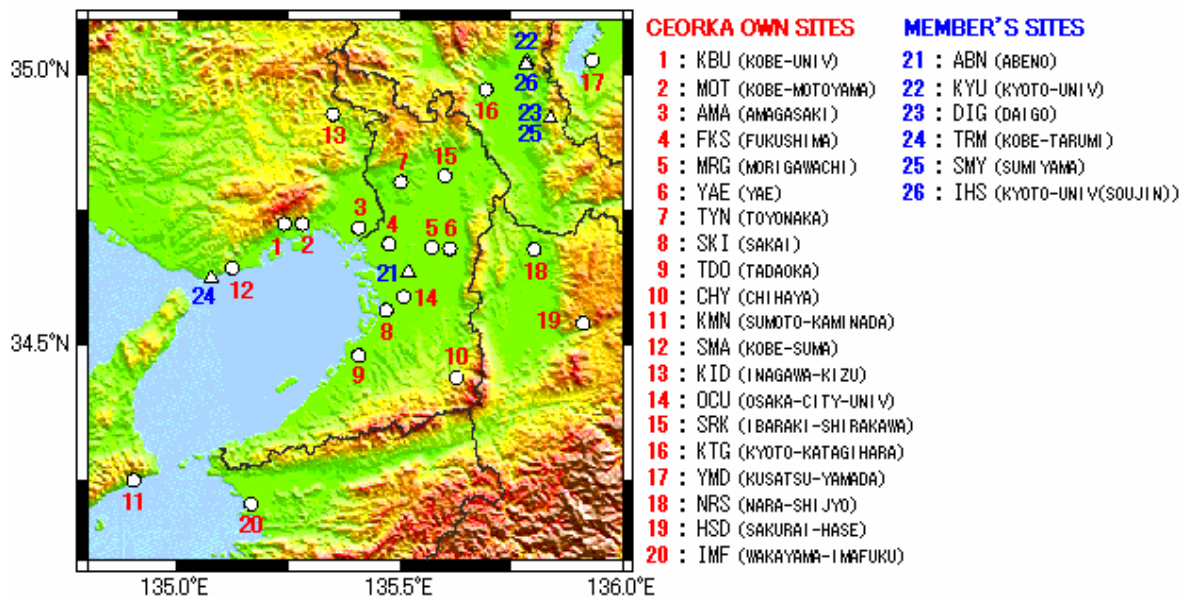 CEORKA OWN SITES
1 : KBU (KOBE-UNIV)
2 : MOT (KOBE-MOTOYAMA)
3 : AMA (AMAGASAKI)
4 : FKS (FUKUSHIMA)
5 : MRG (MORIGAWACHI)
6 : YAE (YAE)
7 : TYN (TOYONAKA)
8 : SKI (SAKAI)
9 : TDO (TADAOKA)
10 : CHY (CHIHAYA)
11 : KMN (SUMOTO-KAMINADA)
12 : SMA (KOBE-SUMA)
13 : KID (INAGAWA-KIZU)
14 : OCU (OSAKA-CITY-UNIV)
15 : SRK (IBARAKI-SHIRAKAWA)
16 : KTG (KYOTO-KATAGIHARA)
17 : YMD (KUSATSU-YAMADA)
18 : NRS (NARA-SHIJYO)
19 : HSD (SAKURAI-HASE)
20 : IMF (WAKAYAMA-IMAFUKU)
MEMBER'S SITES
21 : ABN (ABENO)
22 : KYU (KYOTO-UNIV)
23 : DIG (DAIGO)
24 : TRM (KOBE-TARUMI)
25 : SMY (SUMIYAMA)
26 : IHS (KYOTO-UNIV(SOUJIN))
35.0°N
34.5°N
135.0°E
135.5°E
136.0°E
22
26
17
16
23
25
13
15
7
3
4
5 6
1 2
21
18
12
24
14
8
19
9
10
11
20